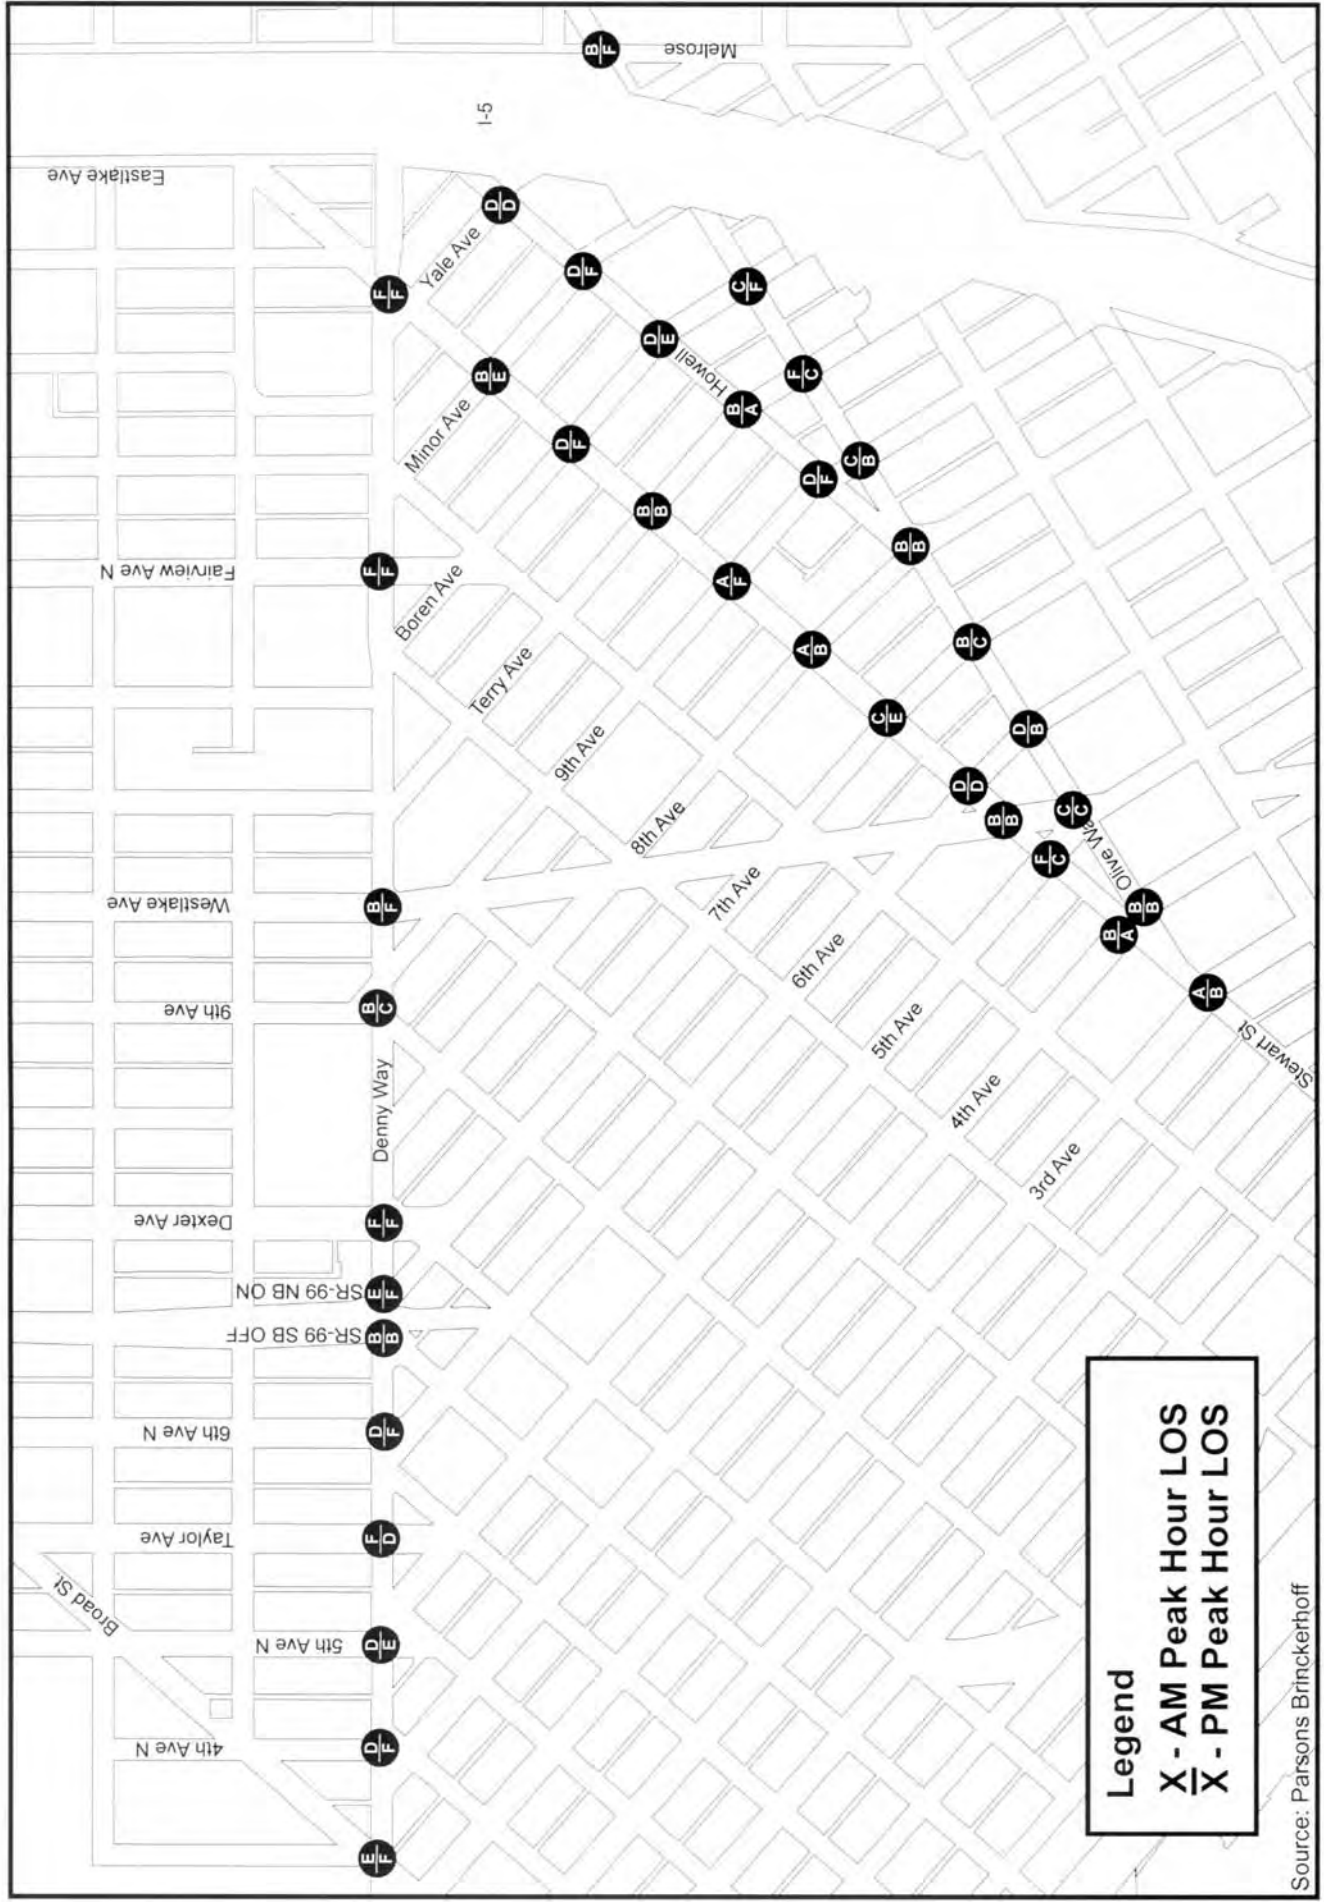 Melrose
B
F
I-5
Eastlake Ave
Yale Ave
D
D
F
F
D
F
C
F
D
E
Howell
B
E
F
C
B
A
Minor Ave
D
F
C
B
D
F
B
B
B
B
Fairview Ave N
F
F
A
F
Boren Ave
B
C
A
B
Terry Ave
C
E
D
B
9th Ave
D
D
C
C
B
B
8th Ave
F
C
Olive Wa
7th Ave
Westlake Ave
B
F
B
B
B
A
6th Ave
A
B
9th Ave
B
C
5th Ave
Stewart St
Denny Way
4th Ave
3rd Ave
Dexter Ave
F
F
SR-99 NB ON
E
F
SR-99 SB OFF
B
B
6th Ave N
D
F
Taylor Ave
F
D
Broad St
5th Ave N
D
E
4th Ave N
D
F
E
F
Legend
X - AM Peak Hour LOS
X - PM Peak Hour LOS
Source: Parsons Brinckerhoff